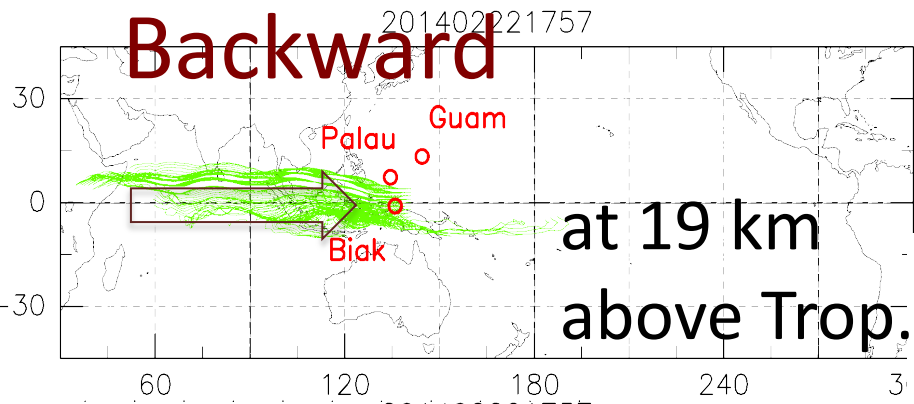 201402221757
Backward
30
Guam
Palau
0
at 19 km
Biak
-30
above Trop.
60
120
180
240